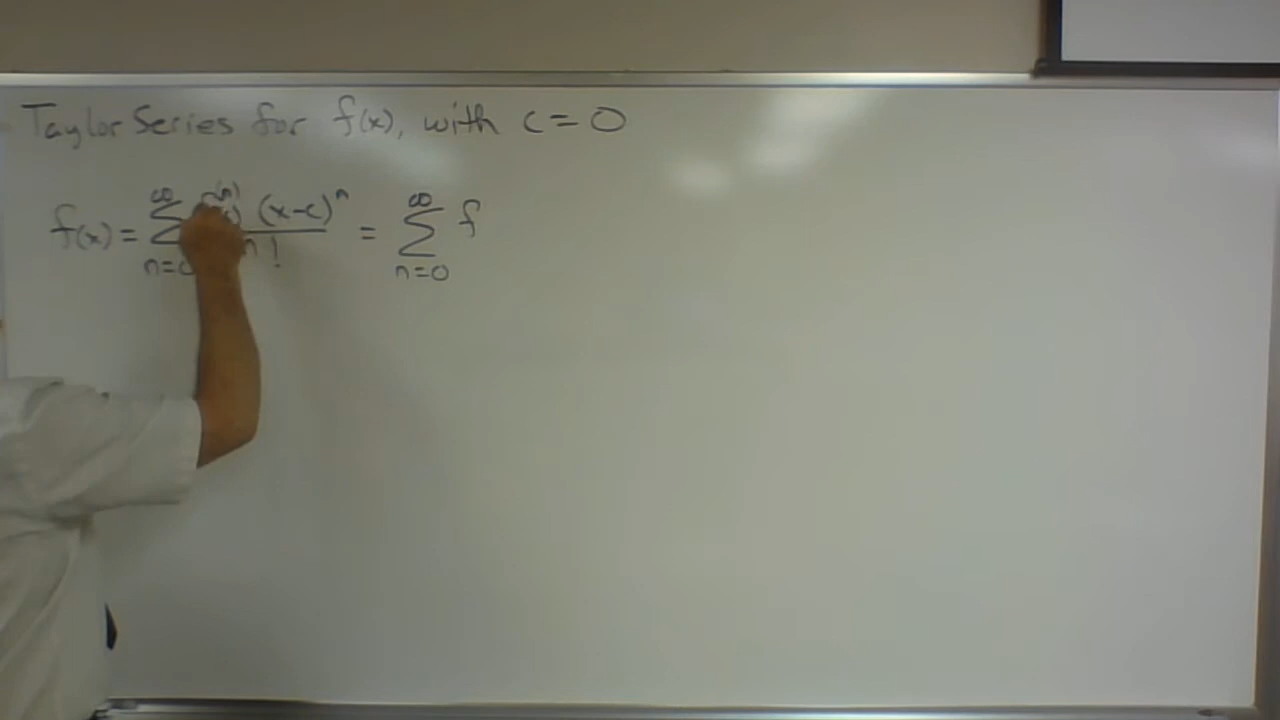 Taylor Series for f(x), with c = 0
f(x) = ∞ ∑ n=0 (n) (x-c)^n / n! = ∞ ∑ n=0 f